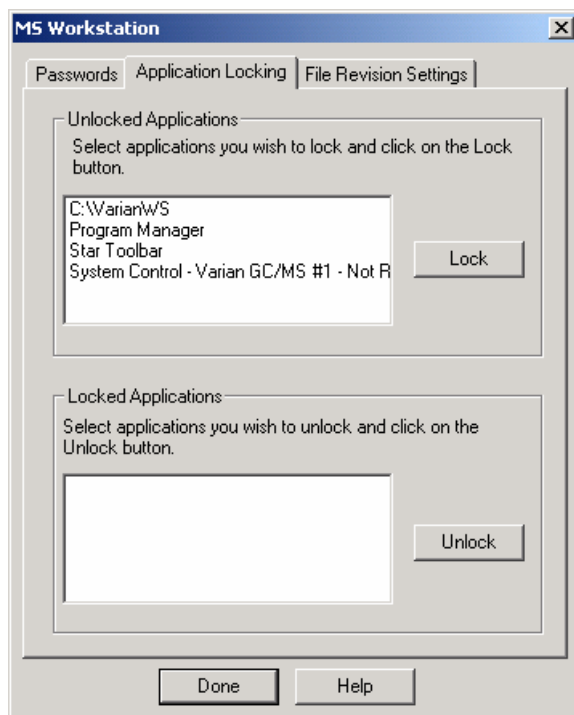 MS Workstation
Passwords Application Locking File Revision Settings
Unlocked Applications
Select applications you wish to lock and click on the Lock
button.
C:\VarianWS
Program Manager
Star Toolbar
System Control - Varian GC/MS #1 - Not R
Lock
Locked Applications
Select applications you wish to unlock and click on the
Unlock button.
Unlock
Done Help